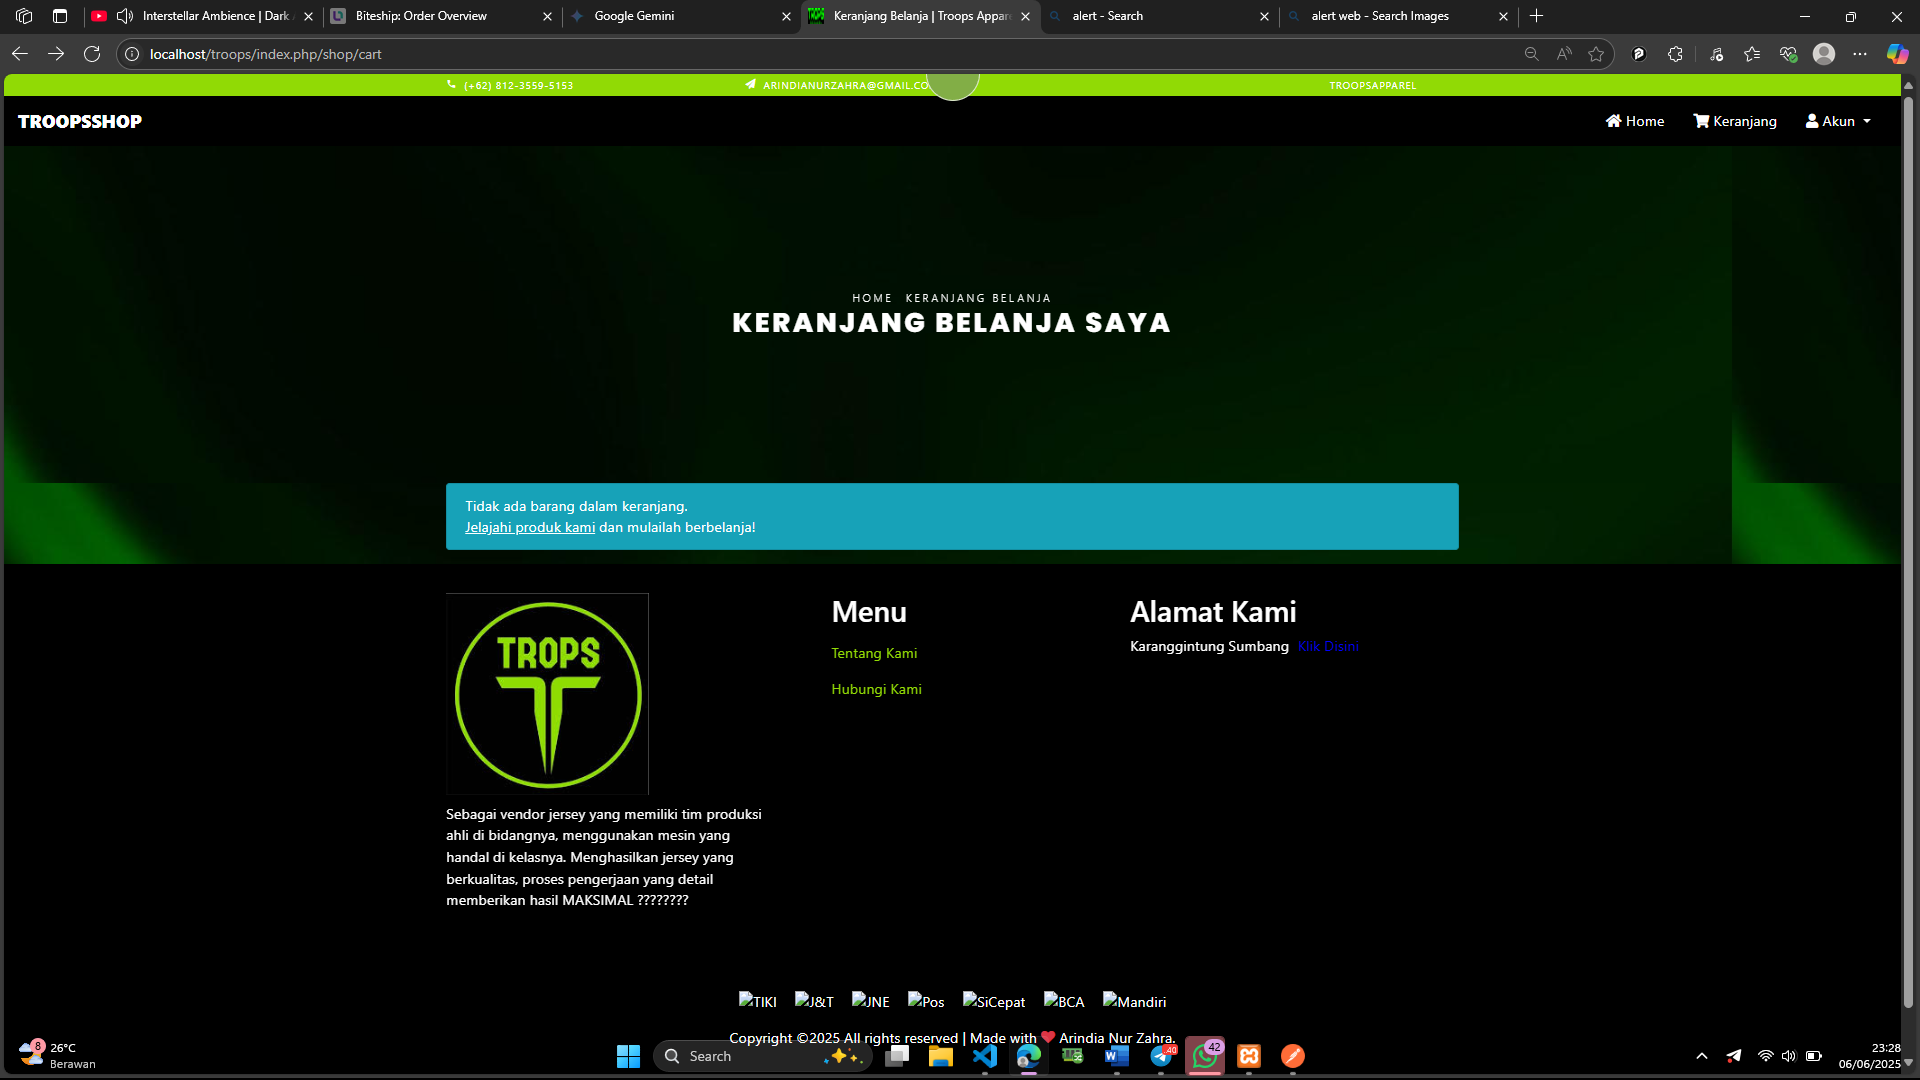 Interstellar Ambience | Dark
Biteship: Order Overview
Google Gemini
Keranjang Belanja | Troops Appar
alert - Search
alert web - Search Images
localhost/troops/index.php/shop/cart
(+62) 812-3559-5153
ARINDIANURZAHRA@GMAIL.CO
TROOPSAPPAREL
TROOPSSHOP
Home
Keranjang
Akun
HOME KERANJANG BELANJA
KERANJANG BELANJA SAYA
Tidak ada barang dalam keranjang.
Jelajahi produk kami dan mulailah berbelanja!
TROPS
Menu
Tentang Kami
Hubungi Kami
Alamat Kami
Karanggintung Sumbang Klik Disini
Sebagai vendor jersey yang memiliki tim produksi
ahli di bidangnya, menggunakan mesin yang
handal di kelasnya. Menghasilkan jersey yang
berkualitas, proses pengerjaan yang detail
memberikan hasil MAKSIMAL ????????
TIKI J&T JNE Pos SiCepat BCA Mandiri
Copyright ©2025 All rights reserved | Made with ❤ Arindia Nur Zahra.
8
26°C
Berawan
Search
40
42
23:28
06/06/2025